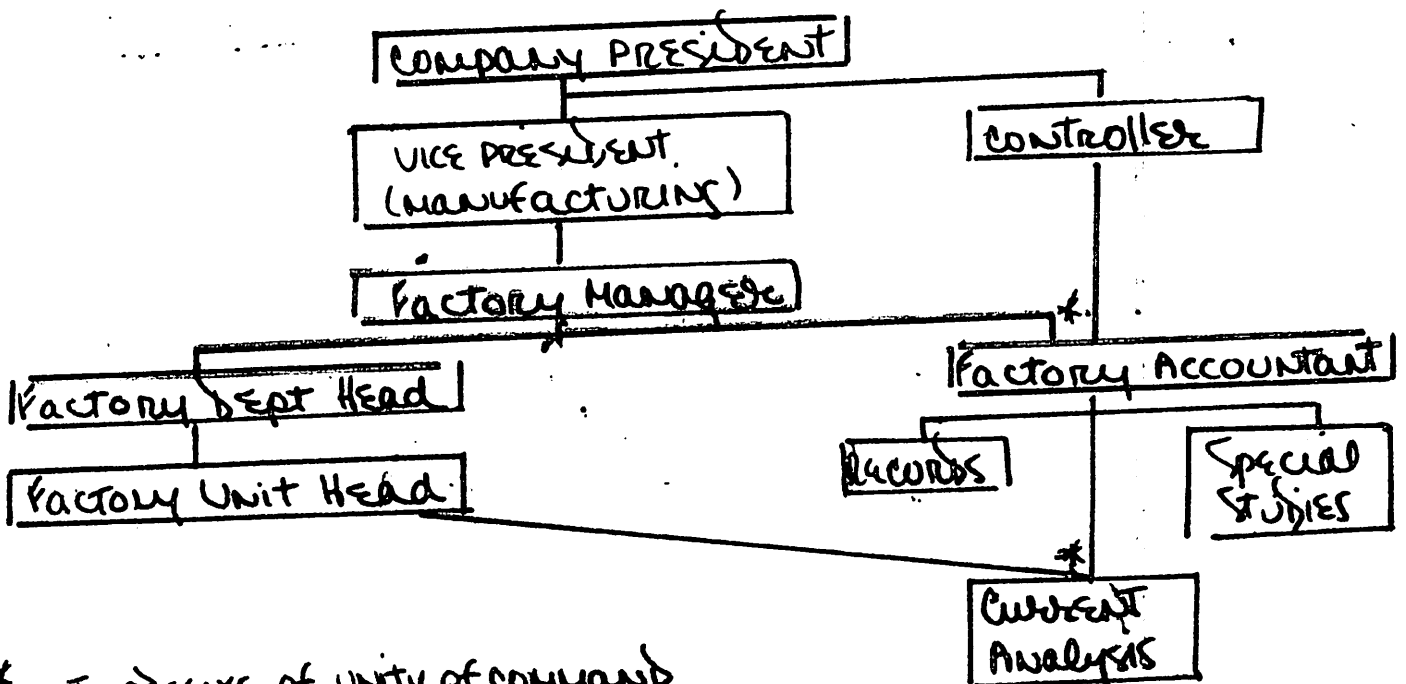 COMPANY PRESIDENT
VICE PRESIDENT
(MANUFACTURING)
CONTROLLER
FACTORY MANAGER
*
FACTORY DEPT HEAD
FACTORY ACCOUNTANT
FACTORY UNIT HEAD
RECORDS
SPECIAL
STUDIES
*
CURRENT
ANALYSIS
* of UNITY of COMMAND